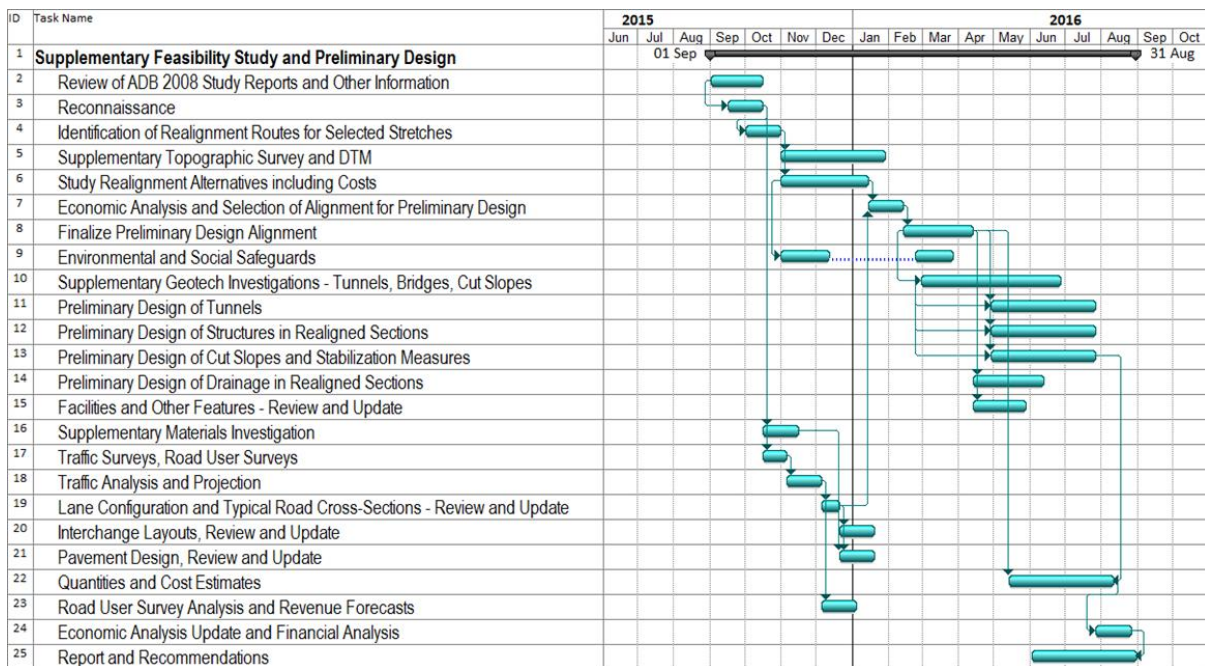 ID Task Name 2015 2016
Jun Jul Aug Sep Oct Nov Dec Jan Feb Mar Apr May Jun Jul Aug Sep Oct
1 Supplementary Feasibility Study and Preliminary Design 01 Sep 31 Aug
2 Review of ADB 2008 Study Reports and Other Information
3 Reconnaissance
4 Identification of Realignment Routes for Selected Stretches
5 Supplementary Topographic Survey and DTM
6 Study Realignment Alternatives including Costs
7 Economic Analysis and Selection of Alignment for Preliminary Design
8 Finalize Preliminary Design Alignment
9 Environmental and Social Safeguards
10 Supplementary Geotech Investigations - Tunnels, Bridges, Cut Slopes
11 Preliminary Design of Tunnels
12 Preliminary Design of Structures in Realigned Sections
13 Preliminary Design of Cut Slopes and Stabilization Measures
14 Preliminary Design of Drainage in Realigned Sections
15 Facilities and Other Features - Review and Update
16 Supplementary Materials Investigation
17 Traffic Surveys, Road User Surveys
18 Traffic Analysis and Projection
19 Lane Configuration and Typical Road Cross-Sections - Review and Update
20 Interchange Layouts, Review and Update
21 Pavement Design, Review and Update
22 Quantities and Cost Estimates
23 Road User Survey Analysis and Revenue Forecasts
24 Economic Analysis Update and Financial Analysis
25 Report and Recommendations